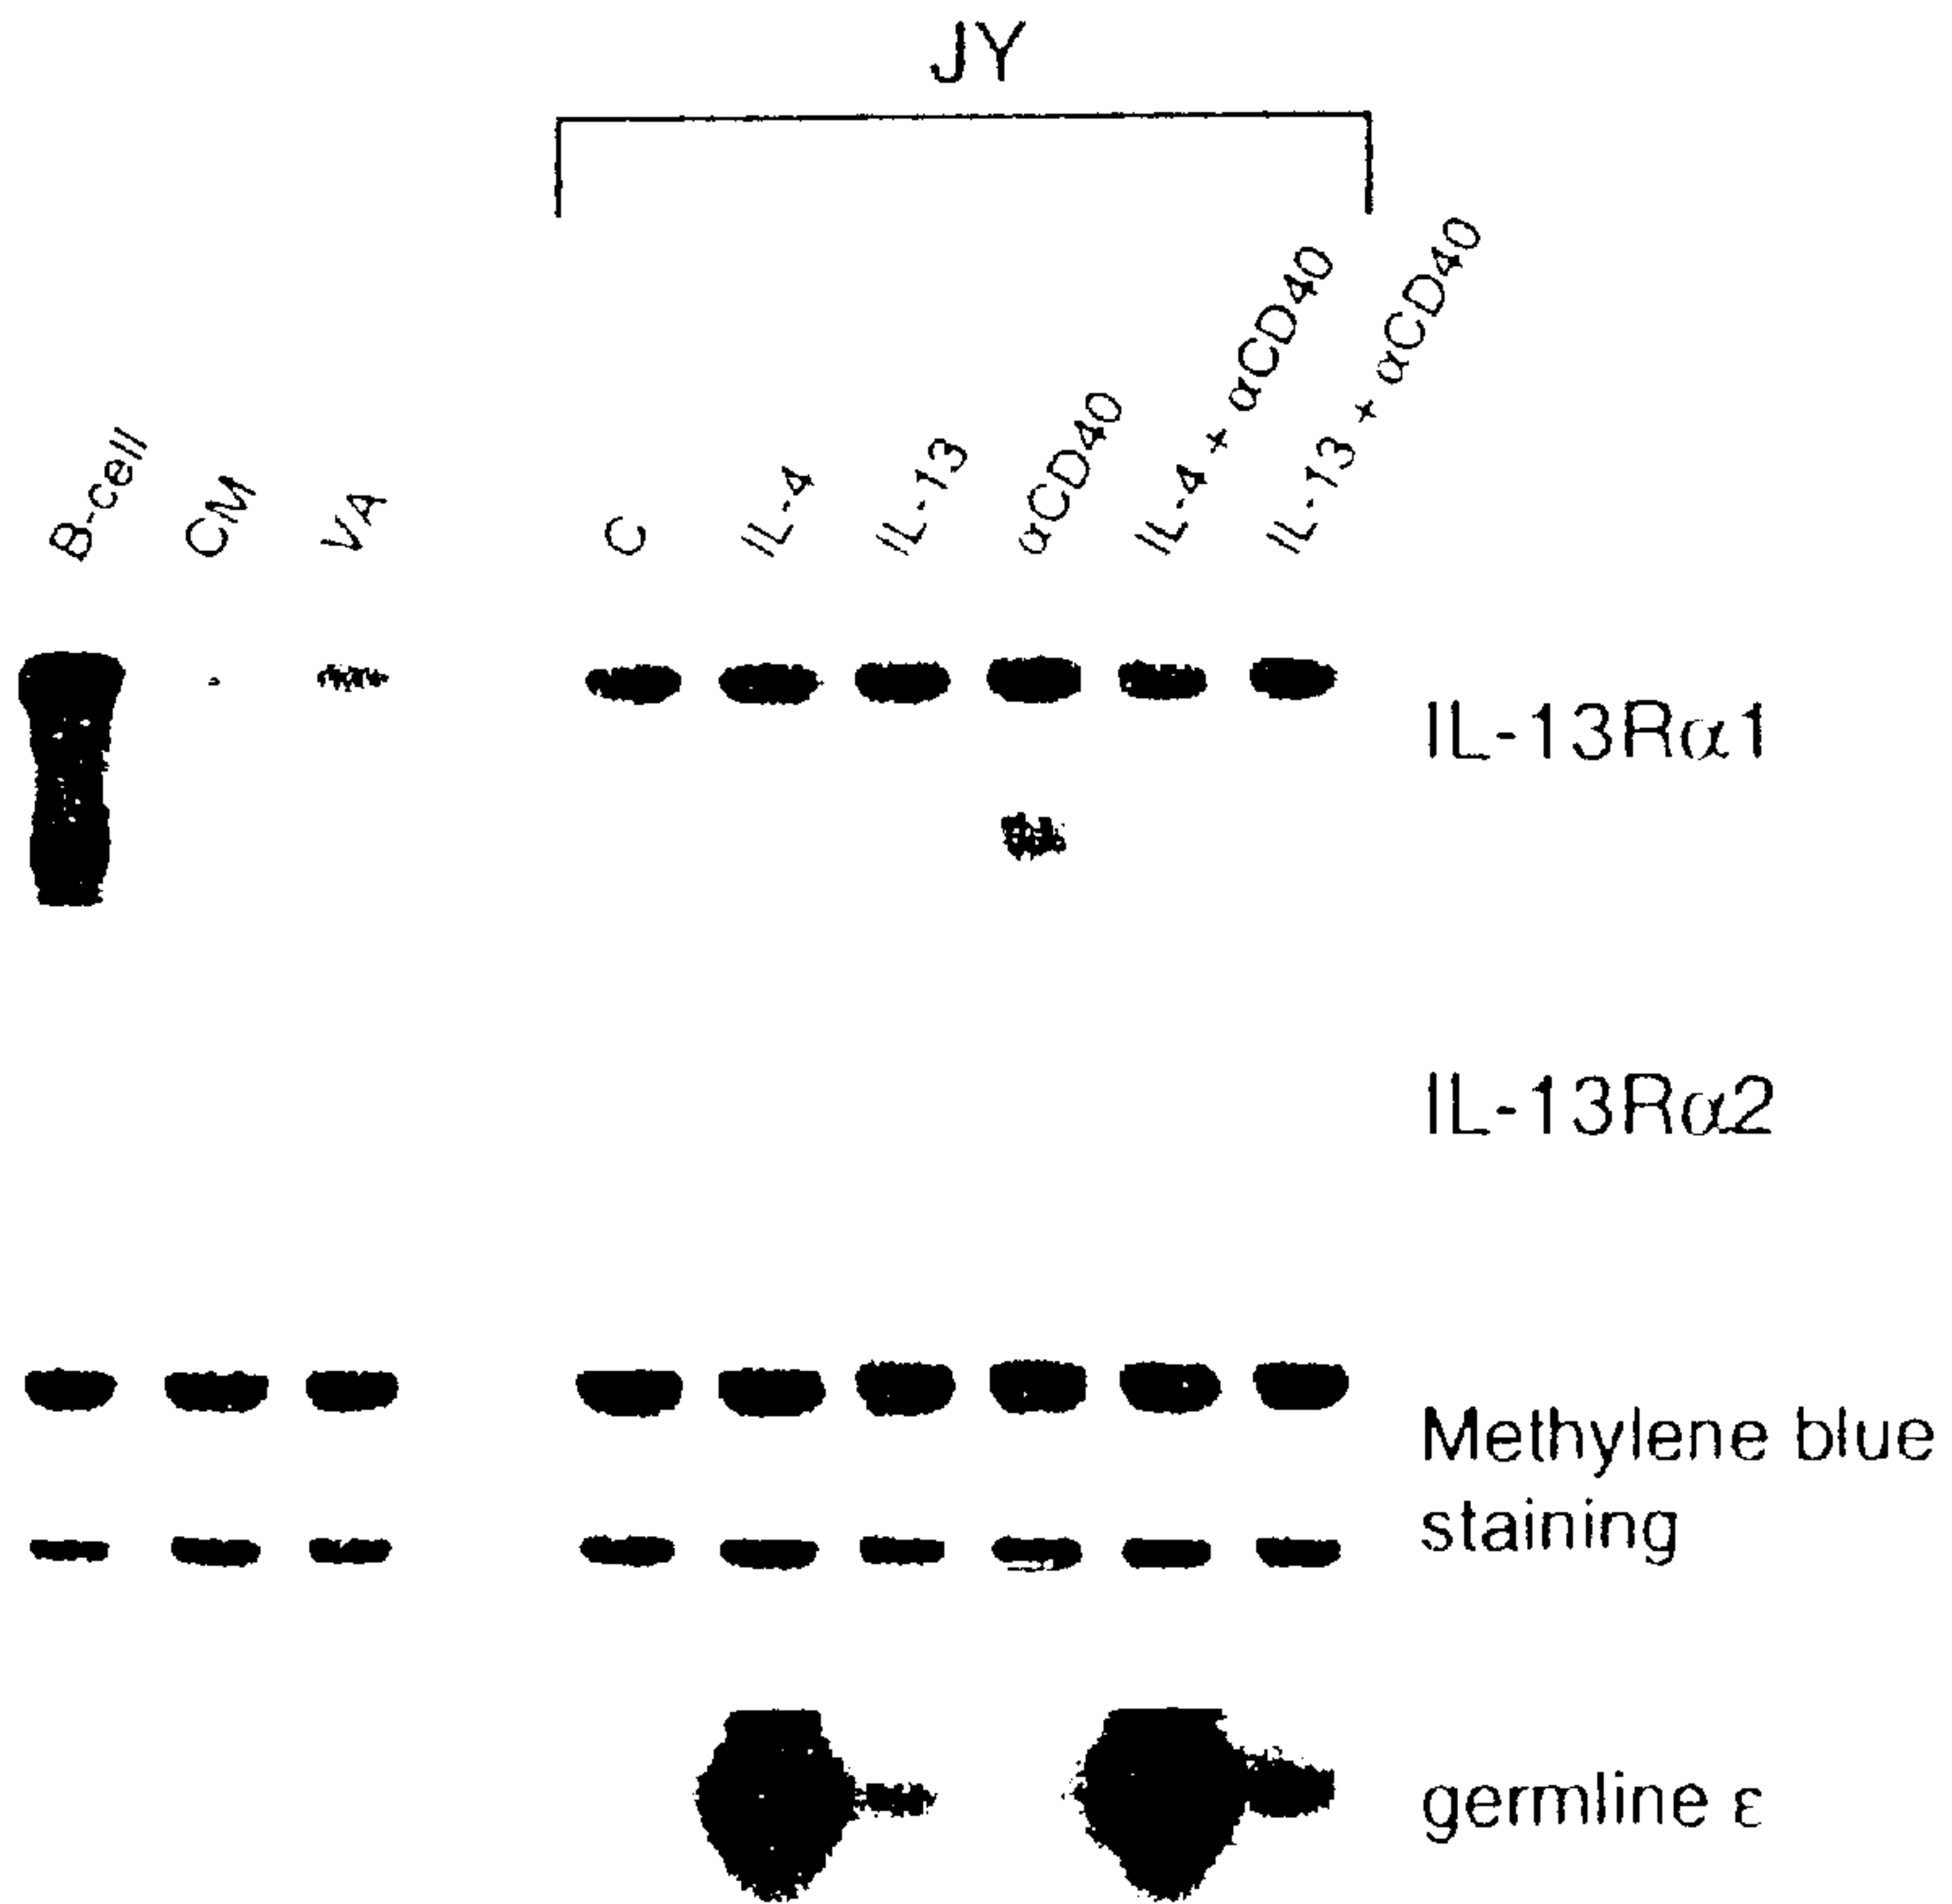 JY
B-cell
CM
VA
C
IL-4
IL-13
αCD40
IL-4 + αCD40
IL-13 + αCD40
IL-13Rα1
IL-13Rα2
Methylene blue
staining
germline ε